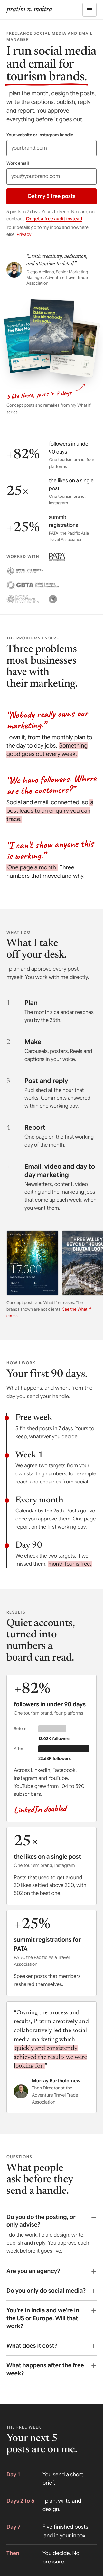 pratim n. moitra
FREELANCE SOCIAL MEDIA AND EMAIL
MANAGER
I run social media
and email for
tourism brands.
I plan the month, design the posts,
write the captions, publish, reply
and report. You approve
everything before it goes out.
Your website or Instagram handle
yourbrand.com
Work email
you@yourbrand.com
Get my 5 free posts
5 posts in 7 days. Yours to keep. No card, no
contract. Or get a free audit instead
Your details go to my inbox and nowhere
else. Privacy
"...with creativity, dedication,
and attention to detail."
Diego Arellano, Senior Marketing
Manager, Adventure Travel Trade
Association
5 like these, yours in 7 days
Concept posts and remakes from my What If
series.
+82%
followers in under
90 days
One tourism brand, four
platforms
25×
the likes on a single
post
One tourism brand,
Instagram
+25%
summit
registrations
PATA, the Pacific Asia
Travel Association
WORKED WITH
PATA
ADVENTURE TRAVEL
GBTA
THE PROBLEMS I SOLVE
Three problems
most businesses
have with
their marketing.
"Nobody really owns our
marketing."
I own it, from the monthly plan
to the day to day jobs. Something
good goes out every week.
"We have followers. Where
are the customers?"
Social and email, connected, so a
post leads to an enquiry you can
trace.
"I can't show anyone this
is working."
One page a month. Three
numbers that moved and why.
WHAT I DO
What I take
off your desk.
I plan and approve every post
myself. You work with me directly.
1
Plan
The month's calendar reaches
you by the 25th.
2
Make
Carousels, posters, Reels and
captions in your voice.
3
Post and reply
Published at the hour that
works. Comments answered
within one working day.
4
Report
One page on the first working
day of the month.
+
Email, video and day to
day marketing
Newsletters, content, video
editing and the marketing jobs
that come up each week, when
you want them.
17,300
THREE VALLEYS
BEYOND THE
BHUTAN LOOP
Concept posts and What If remakes. The
brands shown are not clients. See the What If
series
HOW I WORK
Your first 90 days.
What happens, and when, from the
day you send your handle.
Free week
5 finished posts in 7 days. Yours to
keep, whatever you decide.
Week 1
We agree two targets from your
own starting numbers, for example
reach and enquiries from social.
Every month
Calendar by the 25th. Posts go live
once you approve them. One page
report on the first working day.
Day 90
We check the two targets. If we
missed them, month four is free.
RESULTS
Quiet accounts,
turned into
numbers a
board can read.
+82%
followers in under 90 days
One tourism brand, four platforms
Before
13.02K followers
After
23.68K followers
Across LinkedIn, Facebook,
Instagram and YouTube.
YouTube grew from 104 to 590
subscribers.
LinkedIn doubled
25×
the likes on a single post
One tourism brand, Instagram
Posts that used to get around
20 likes settled above 200, with
502 on the best one.
+25%
summit registrations for
PATA
PATA, the Pacific Asia Travel
Association
Speaker posts that members
reshared themselves.
"Owning the process and
results, Pratim creatively and
collaboratively led the social
media marketing which
quickly and consistently
achieved the results we were
looking for."
Murray Bartholomew
Then Director at the
Adventure Travel Trade
Association
QUESTIONS
What people
ask before they
send a handle.
Do you do the posting, or
only advise?
I do the work. I plan, design, write,
publish and reply. You approve each
week before it goes live.
Are you an agency?
Do you only do social media?
You're in India and we're in
the US or Europe. Will that
work?
What does it cost?
What happens after the free
week?
THE FREE WEEK
Your next 5
posts are on me.
Day 1
You send a short
brief.
Days 2 to 6
I plan, write and
design.
Day 7
Five finished posts
land in your inbox.
Then
You decide. No
pressure.